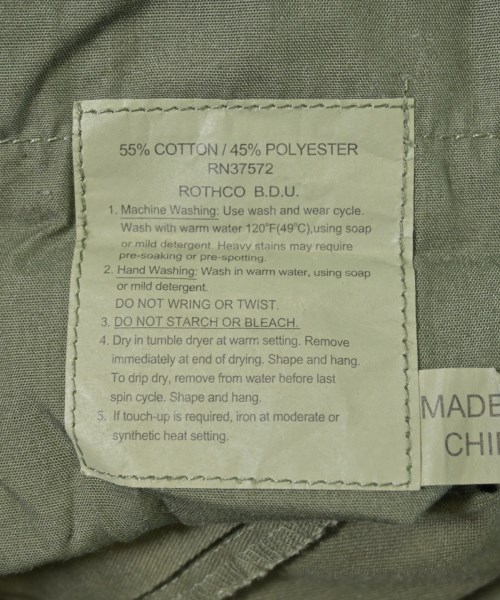 55% COTTON / 45% POLYESTER
RN37572
ROTHCO B.D.U.
1. Machine Washing: Use wash and wear cycle.
Wash with warm water 120°F(49°C),using soap
or mild detergent. Heavy stains may require
pre-soaking or pre-spotting.
2. Hand Washing: Wash in warm water, using soap
or mild detergent.
DO NOT WRING OR TWIST.
3. DO NOT STARCH OR BLEACH.
4. Dry in tumble dryer at warm setting. Remove
immediately at end of drying. Shape and hang.
To drip dry, remove from water before last
spin cycle. Shape and hang.
5. If touch-up is required, iron at moderate or
synthetic heat setting.
MADE
CHI